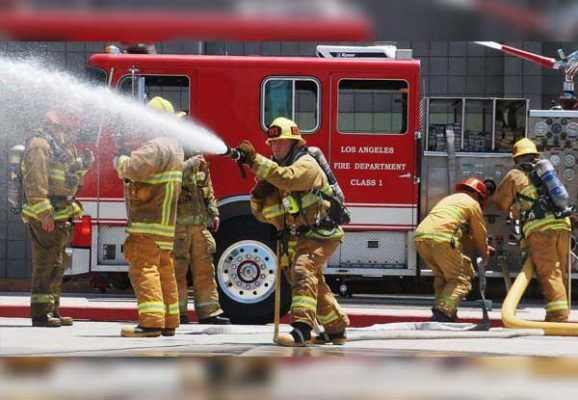 LOS ANGELES
FIRE DEPARTMENT
CLASS 1